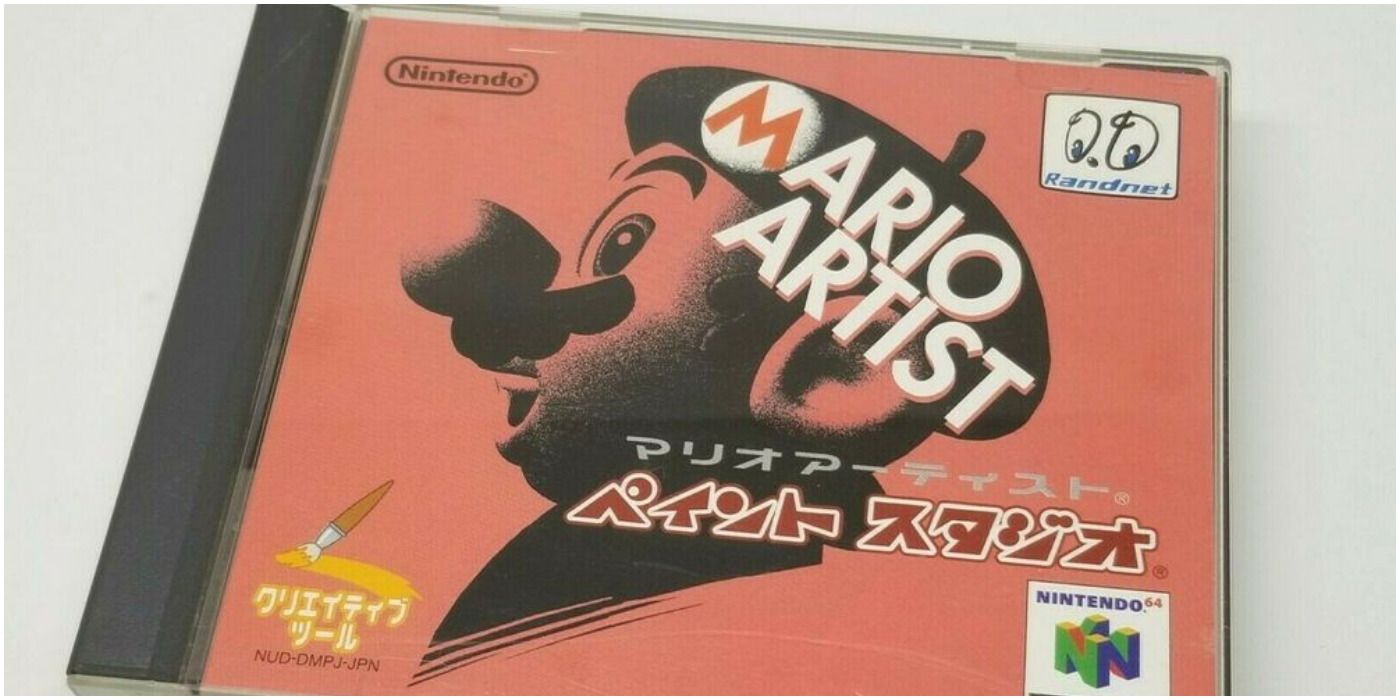 Nintendo®
MARIO
ARTIST
Randnet
マリオアーティスト®
ペイント スタジオ®
クリエイティブ
ツール
NUD-DMPJ-JPN
NINTENDO64